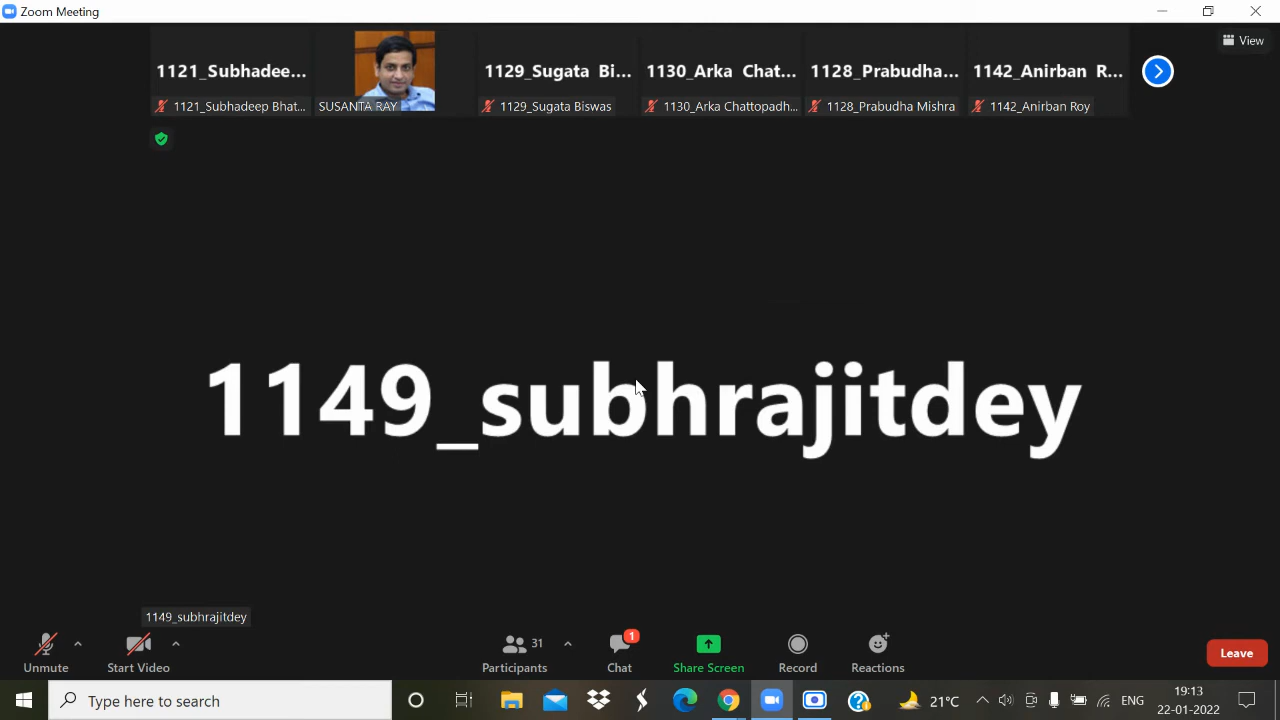 Zoom Meeting
View
1121_Subhadee...
1129_Sugata Bi...
1130_Arka Chat...
1128_Prabudha...
1142_Anirban R...
1121_Subhadeep Bhat...
SUSANTA RAY
1129_Sugata Biswas
1130_Arka Chattopadh...
1128_Prabudha Mishra
1142_Anirban Roy
1149_subhrajitdey
1149_subhrajitdey
Unmute
Start Video
31
Participants
1
Chat
Share Screen
Record
Reactions
Leave
Type here to search
21°C
ENG
19:13
22-01-2022